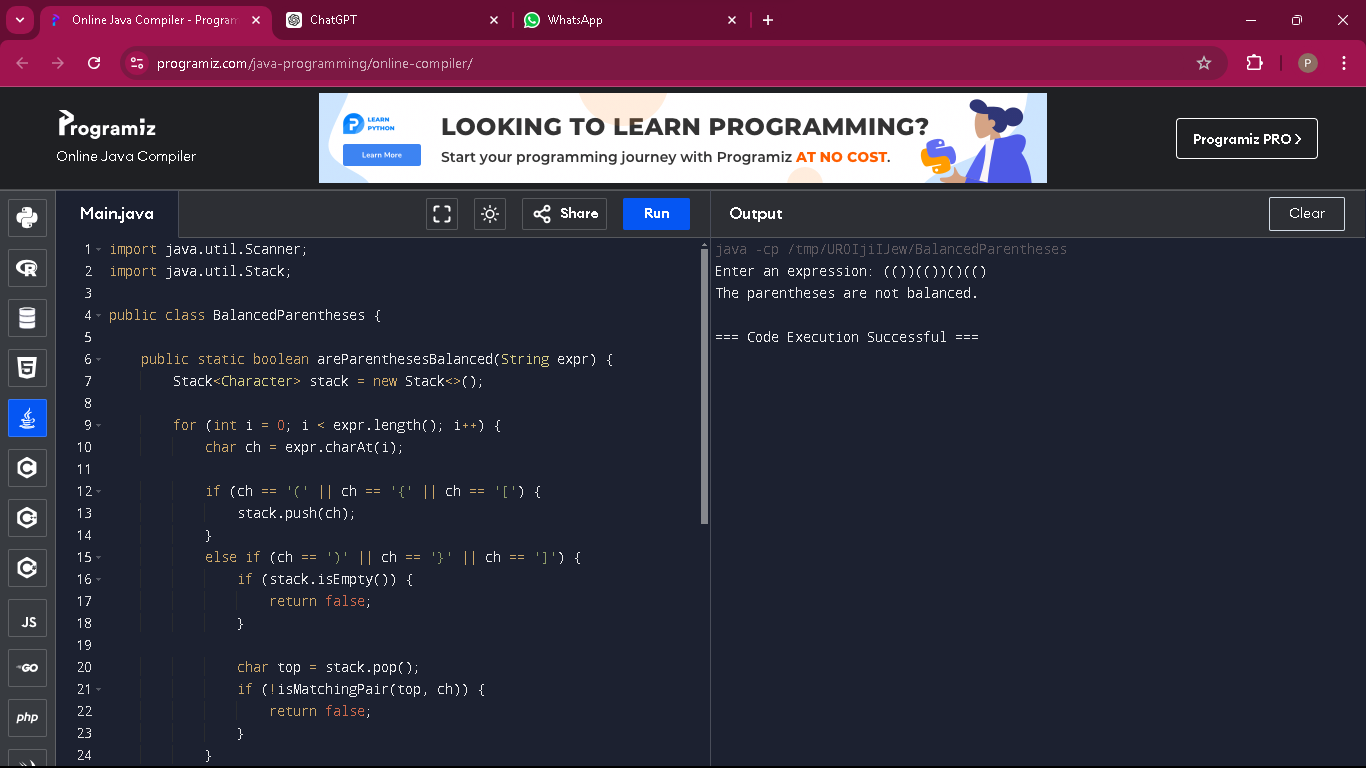 Online Java Compiler - Program
ChatGPT
WhatsApp
programiz.com/java-programming/online-compiler/
P
Programiz
Online Java Compiler
LEARN
PYTHON
Learn More
LOOKING TO LEARN PROGRAMMING?
Start your programming journey with Programiz AT NO COST.
Programiz PRO >
Main.java
Share
Run
Output
Clear
1 import java.util.Scanner;
2 import java.util.Stack;
3
4 public class BalancedParentheses {
5
6 public static boolean areParenthesesBalanced(String expr) {
7 Stack<Character> stack = new Stack<>();
8
9 for (int i = 0; i < expr.length(); i++) {
10 char ch = expr.charAt(i);
11
12 if (ch == '(' || ch == '{' || ch == '[') {
13 stack.push(ch);
14 }
15 else if (ch == ')' || ch == '}' || ch == ']') {
16 if (stack.isEmpty()) {
17 return false;
18 }
19
20 char top = stack.pop();
21 if (!isMatchingPair(top, ch)) {
22 return false;
23 }
24 }
java -cp /tmp/UROIjiIJew/BalancedParentheses
Enter an expression: (())(())()(()
The parentheses are not balanced.
=== Code Execution Successful ===
R
5
C
C
C
JS
GO
php